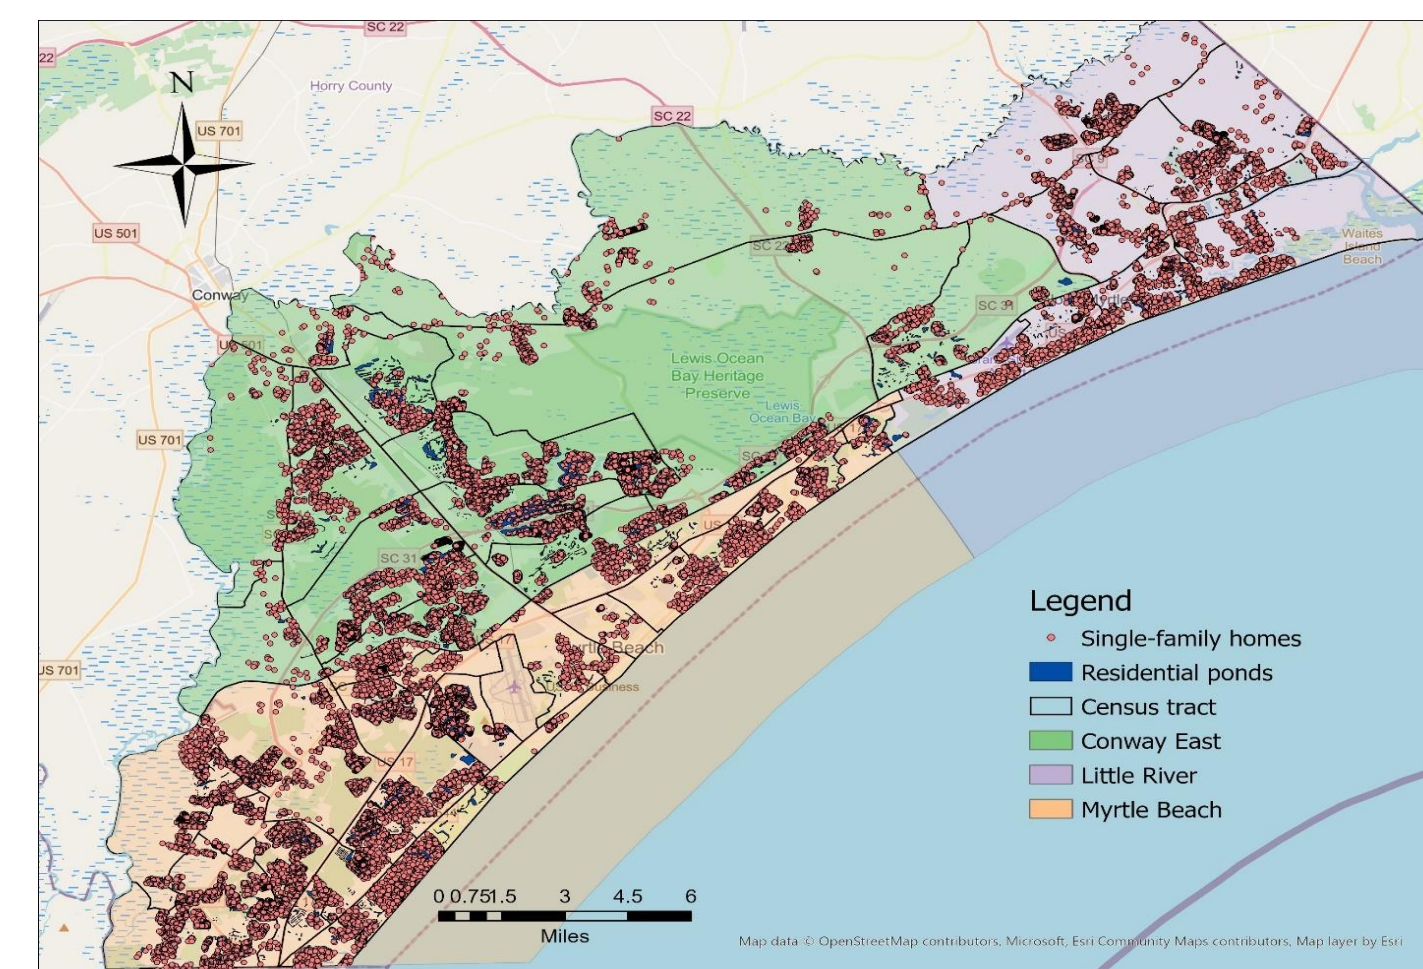 SC 22
22
N
Horry County
US 701
SC 22
SC 9
US 501
Waites
Island
Beach
SC 22
Conway
SC 31
US 501
Lewis Ocean
Bay Heritage
Preserve
Lewis
Ocean Bay
US 701
SC 31
US 701
US 17
Legend
Single-family homes
Residential ponds
Census tract
Conway East
Little River
Myrtle Beach
0 0.75 1.5 3 4.5 6
Miles
Map data © OpenStreetMap contributors, Microsoft, Esri Community Maps contributors, Map layer by Esri